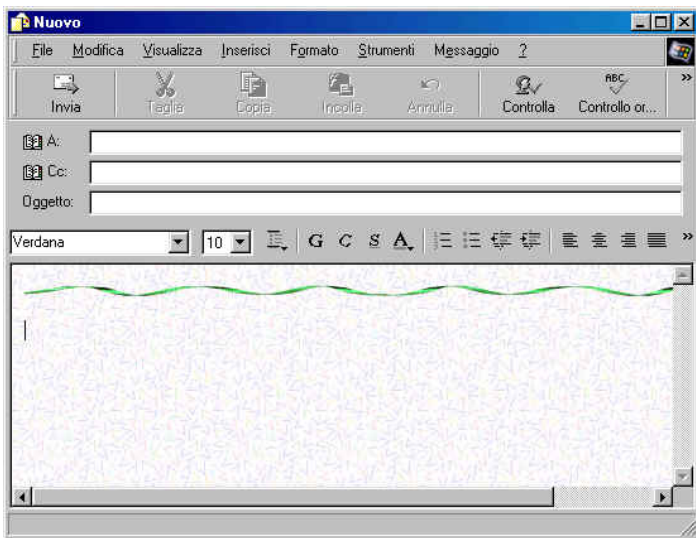 Nuovo
File Modifica Visualizza Inserisci Formato Strumenti Messaggio ?
ABC
Invia Taglia Copia Incolla Annulla Controlla Controllo or...
A:
Cc:
Oggetto:
Verdana 10 G C S A